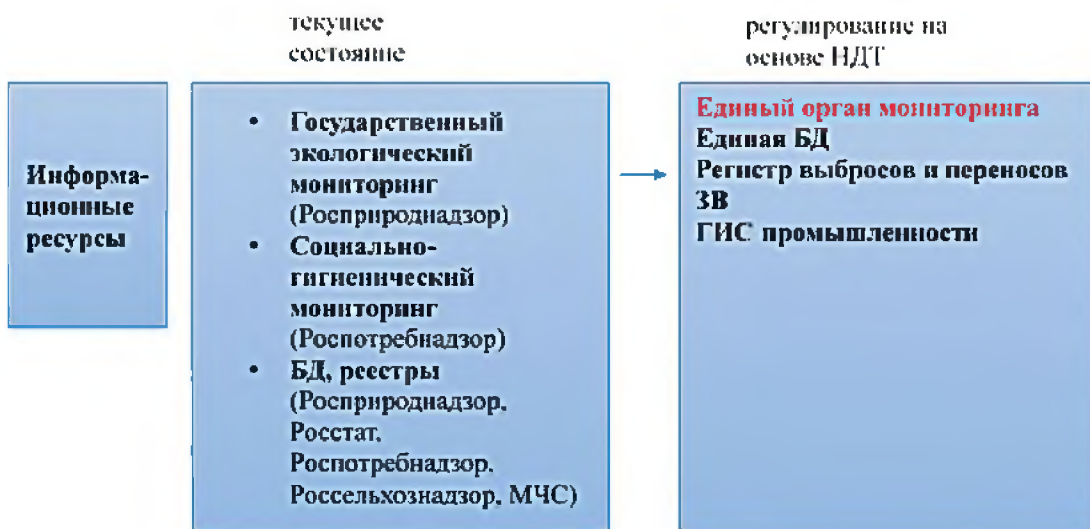 текущее
состояние
регулирование на
основе НДТ
Информа-
ционные
ресурсы
• Государственный
экологический
мониторинг
(Росприроднадзор)
• Социально-
гигиенический
мониторинг
(Роспотребнадзор)
• БД, реестры
(Росприроднадзор,
Росстат,
Роспотребнадзор,
Россельхознадзор, МЧС)
Единый орган мониторинга
Единая БД
Регистр выбросов и переносов
ЗВ
ГИС промышленности